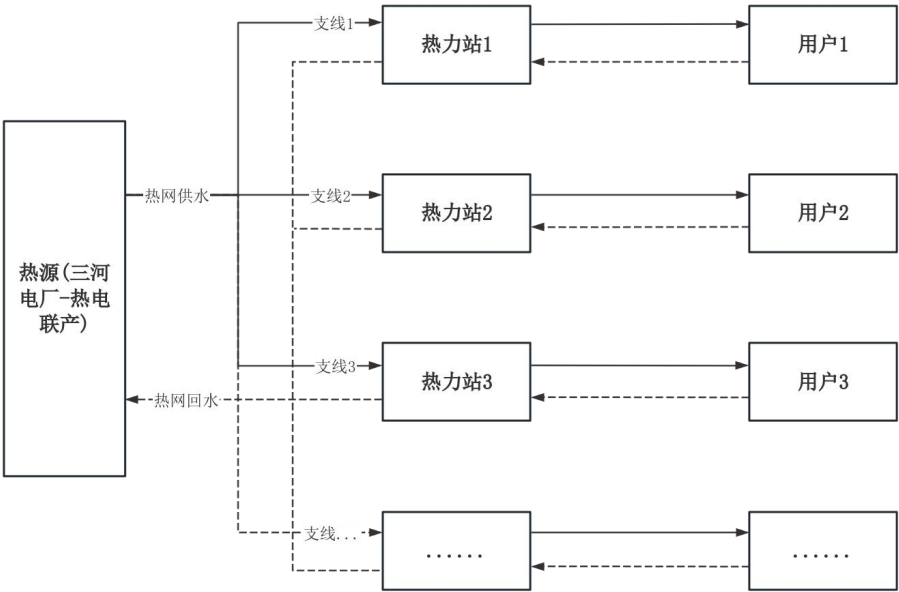 支线1
热力站1
用户1
热网供水
支线2
热力站2
用户2
热源(三河
电厂-热电
联产)
支线3
热力站3
用户3
热网回水
支线...
......
......